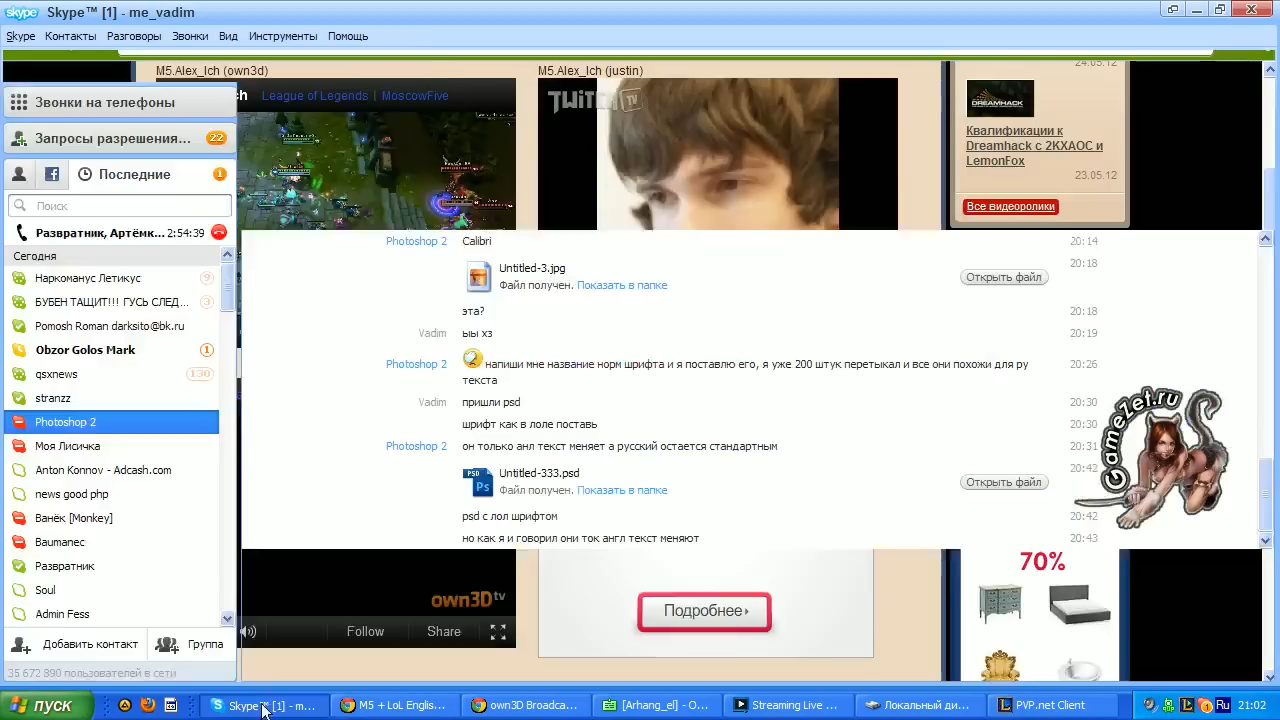 Skype™ [1] - me_vadim
Skype Контакты Разговоры Звонки Вид Инструменты Помощь
M5.Alex_Ich (own3d)
M5.Alex_Ich (justin)
League of Legends | MoscowFive
TWITCH TV
DREAMHACK
Квалификации к
Dreamhack с 2KXAOC и
LemonFox
23.05.12
Все видеоролики
Звонки на телефоны
Запросы разрешения... 22
Последние 1
Поиск
Развратник, Артёмк... 2:54:39
Сегодня
Наркоманус Летикус 9
БУБЕН ТАЩИТ!!! ГУСЬ СЛЕД... 3
Pomosh Roman darksito@bk.ru
Obzor Golos Mark 1
qsxnews 130
stranzz
Photoshop 2
Моя Лисичка
Anton Konnov - Adcash.com
news good php
Ванёк [Monkey]
Baumanec
Развратник
Soul
Admin Fess
Добавить контакт Группа
35 672 890 пользователей в сети
Photoshop 2 Calibri 20:14
Untitled-3.jpg 20:18
Файл получен. Показать в папке Открыть файл
эта? 20:18
Vadim ыы хз 20:19
Photoshop 2 напиши мне название норм шрифта и я поставлю его, я уже 200 штук перетыкал и все они похожи для ру 20:26
текста
Vadim пришли psd 20:30
шрифт как в лоле поставь 20:30
Photoshop 2 он только анл текст меняет а русский остается стандартным 20:31
Untitled-333.psd 20:42
PSD Ps
Файл получен. Показать в папке Открыть файл
psd с лол шрифтом 20:42
но как я и говорил они ток англ текст меняют 20:43
GameZet.ru
70%
Подробнее
own3D tv
Follow Share
пуск
Skype™ [1] - m...
M5 + LoL Englis...
own3D Broadca...
[Arhang_el] - O...
Streaming Live ...
Локальный ди...
PVP.net Client
Ru
21:02